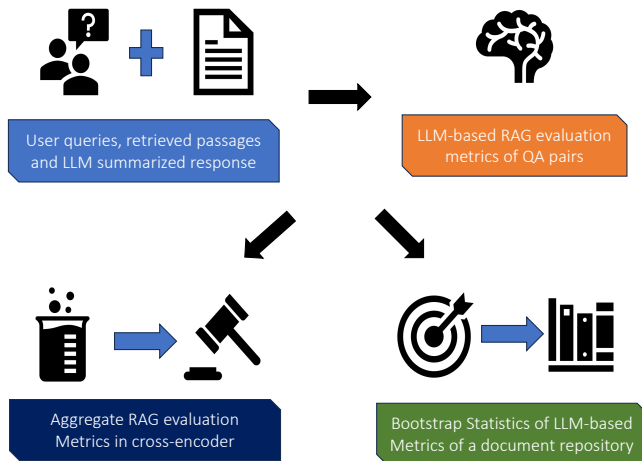 ?
User queries, retrieved passages
and LLM summarized response
LLM-based RAG evaluation
metrics of QA pairs
Aggregate RAG evaluation
Metrics in cross-encoder
Bootstrap Statistics of LLM-based
Metrics of a document repository